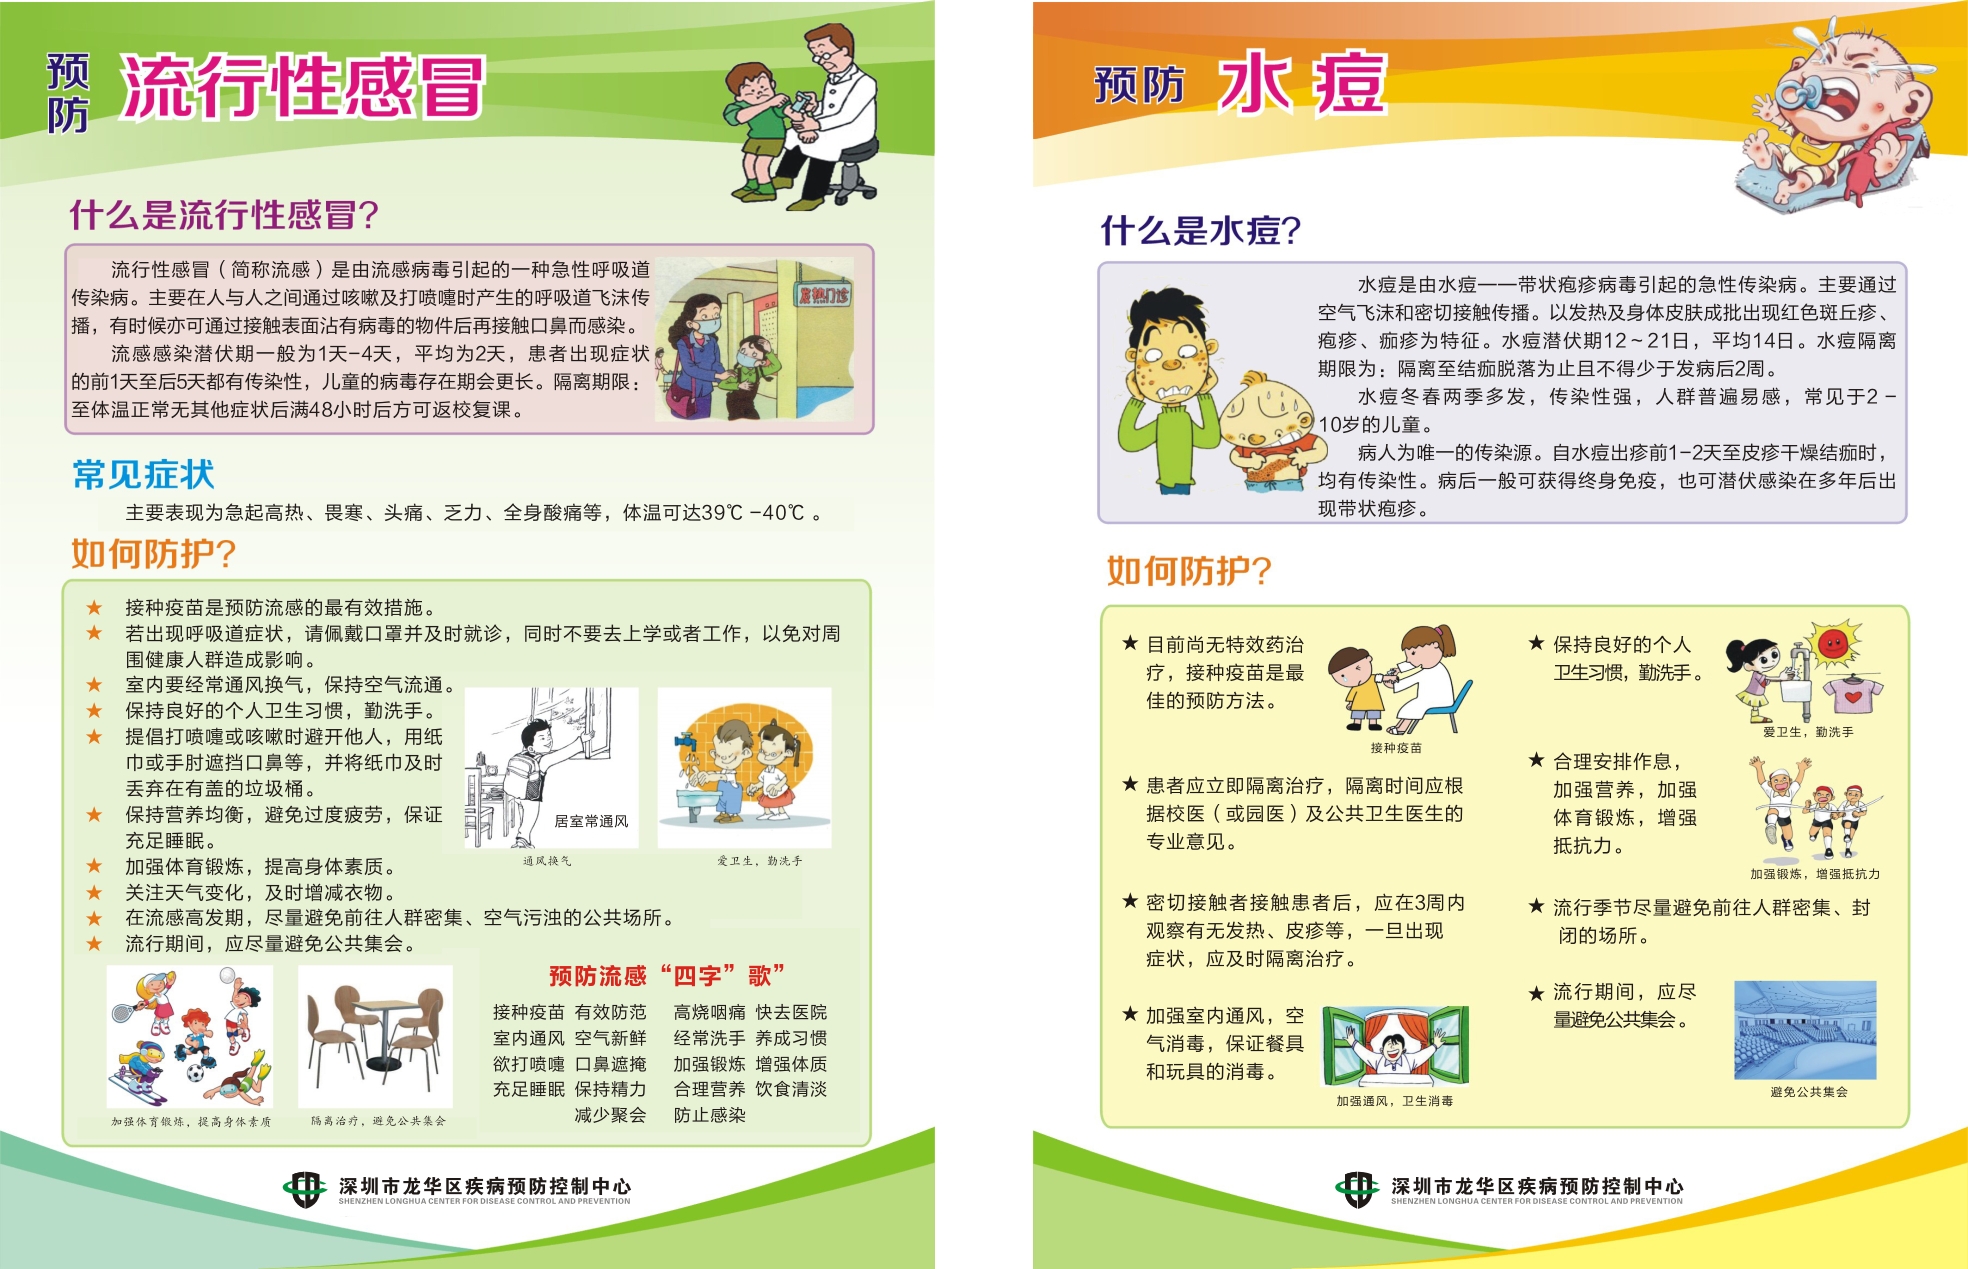 预
防
流行性感冒
什么是流行性感冒?
流行性感冒（简称流感）是由流感病毒引起的一种急性呼吸道
传染病。主要在人与人之间通过咳嗽及打喷嚏时产生的呼吸道飞沫传
播，有时候亦可通过接触表面沾有病毒的物件后再接触口鼻而感染。
流感感染潜伏期一般为1天-4天，平均为2天，患者出现症状
的前1天至后5天都有传染性，儿童的病毒存在期会更长。隔离期限：
至体温正常无其他症状后满48小时后方可返校复课。
发热门诊
常见症状
主要表现为急起高热、畏寒、头痛、乏力、全身酸痛等，体温可达39℃-40℃。
如何防护?
★ 接种疫苗是预防流感的最有效措施。
★ 若出现呼吸道症状，请佩戴口罩并及时就诊，同时不要去上学或者工作，以免对周
围健康人群造成影响。
★ 室内要经常通风换气，保持空气流通。
★ 保持良好的个人卫生习惯，勤洗手。
★ 提倡打喷嚏或咳嗽时避开他人，用纸
巾或手肘遮挡口鼻等，并将纸巾及时
丢弃在有盖的垃圾桶。
★ 保持营养均衡，避免过度疲劳，保证
充足睡眠。
★ 加强体育锻炼，提高身体素质。
★ 关注天气变化，及时增减衣物。
★ 在流感高发期，尽量避免前往人群密集、空气污浊的公共场所。
★ 流行期间，应尽量避免公共集会。
居室常通风
通风换气
爱卫生，勤洗手
加强体育锻炼，提高身体素质
隔离治疗，避免公共集会
预防流感“四字”歌”
接种疫苗 有效防范 高烧咽痛 快去医院
室内通风 空气新鲜 经常洗手 养成习惯
欲打喷嚏 口鼻遮掩 加强锻炼 增强体质
充足睡眠 保持精力 合理营养 饮食清淡
减少聚会 防止感染
深圳市龙华区疾病预防控制中心
SHENZHEN LONGHUA CENTER FOR DISEASE CONTROL AND PREVENTION
预防 水痘
什么是水痘?
水痘是由水痘——带状疱疹病毒引起的急性传染病。主要通过
空气飞沫和密切接触传播。以发热及身体皮肤成批出现红色斑丘疹、
疱疹、痂疹为特征。水痘潜伏期12～21日，平均14日。水痘隔离
期限为：隔离至结痂脱落为止且不得少于发病后2周。
水痘冬春两季多发，传染性强，人群普遍易感，常见于2-
10岁的儿童。
病人为唯一的传染源。自水痘出疹前1-2天至皮疹干燥结痂时，
均有传染性。病后一般可获得终身免疫，也可潜伏感染在多年后出
现带状疱疹。
如何防护?
★ 目前尚无特效药治
疗，接种疫苗是最
佳的预防方法。
接种疫苗
★ 患者应立即隔离治疗，隔离时间应根
据校医（或园医）及公共卫生医生的
专业意见。
★ 密切接触者接触患者后，应在3周内
观察有无发热、皮疹等，一旦出现
症状，应及时隔离治疗。
★ 加强室内通风，空
气消毒，保证餐具
和玩具的消毒。
加强通风，卫生消毒
★ 保持良好的个人
卫生习惯，勤洗手。
爱卫生，勤洗手
★ 合理安排作息，
加强营养，加强
体育锻炼，增强
抵抗力。
加强锻炼，增强抵抗力
★ 流行季节尽量避免前往人群密集、封
闭的场所。
★ 流行期间，应尽
量避免公共集会。
避免公共集会
深圳市龙华区疾病预防控制中心
SHENZHEN LONGHUA CENTER FOR DISEASE CONTROL AND PREVENTION